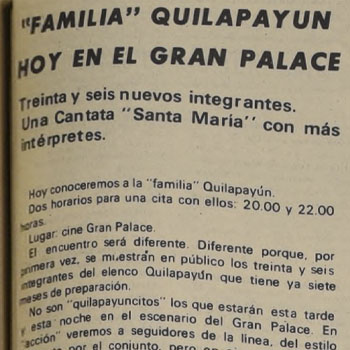 "FAMILIA" QUILAPAYUN
HOY EN EL GRAN PALACE
Treinta y seis nuevos integrantes.
Una Cantata "Santa María" con más
intérpretes.
Hoy conoceremos a la "familia" Quilapayún.
Dos horarios para una cita con ellos: 20.00 y 22.00
horas.
Lugar: cine Gran Palace.
El encuentro será diferente. Diferente porque, por
primera vez, se muestran en público los treinta y seis
integrantes del elenco Quilapayún que tiene ya siete
meses de preparación.
No son "quilapayuncitos" los que estarán esta tarde
y esta noche en el escenario del Gran Palace. En
"acción" veremos a seguidores de la línea, del estilo
por el conjunto, pero